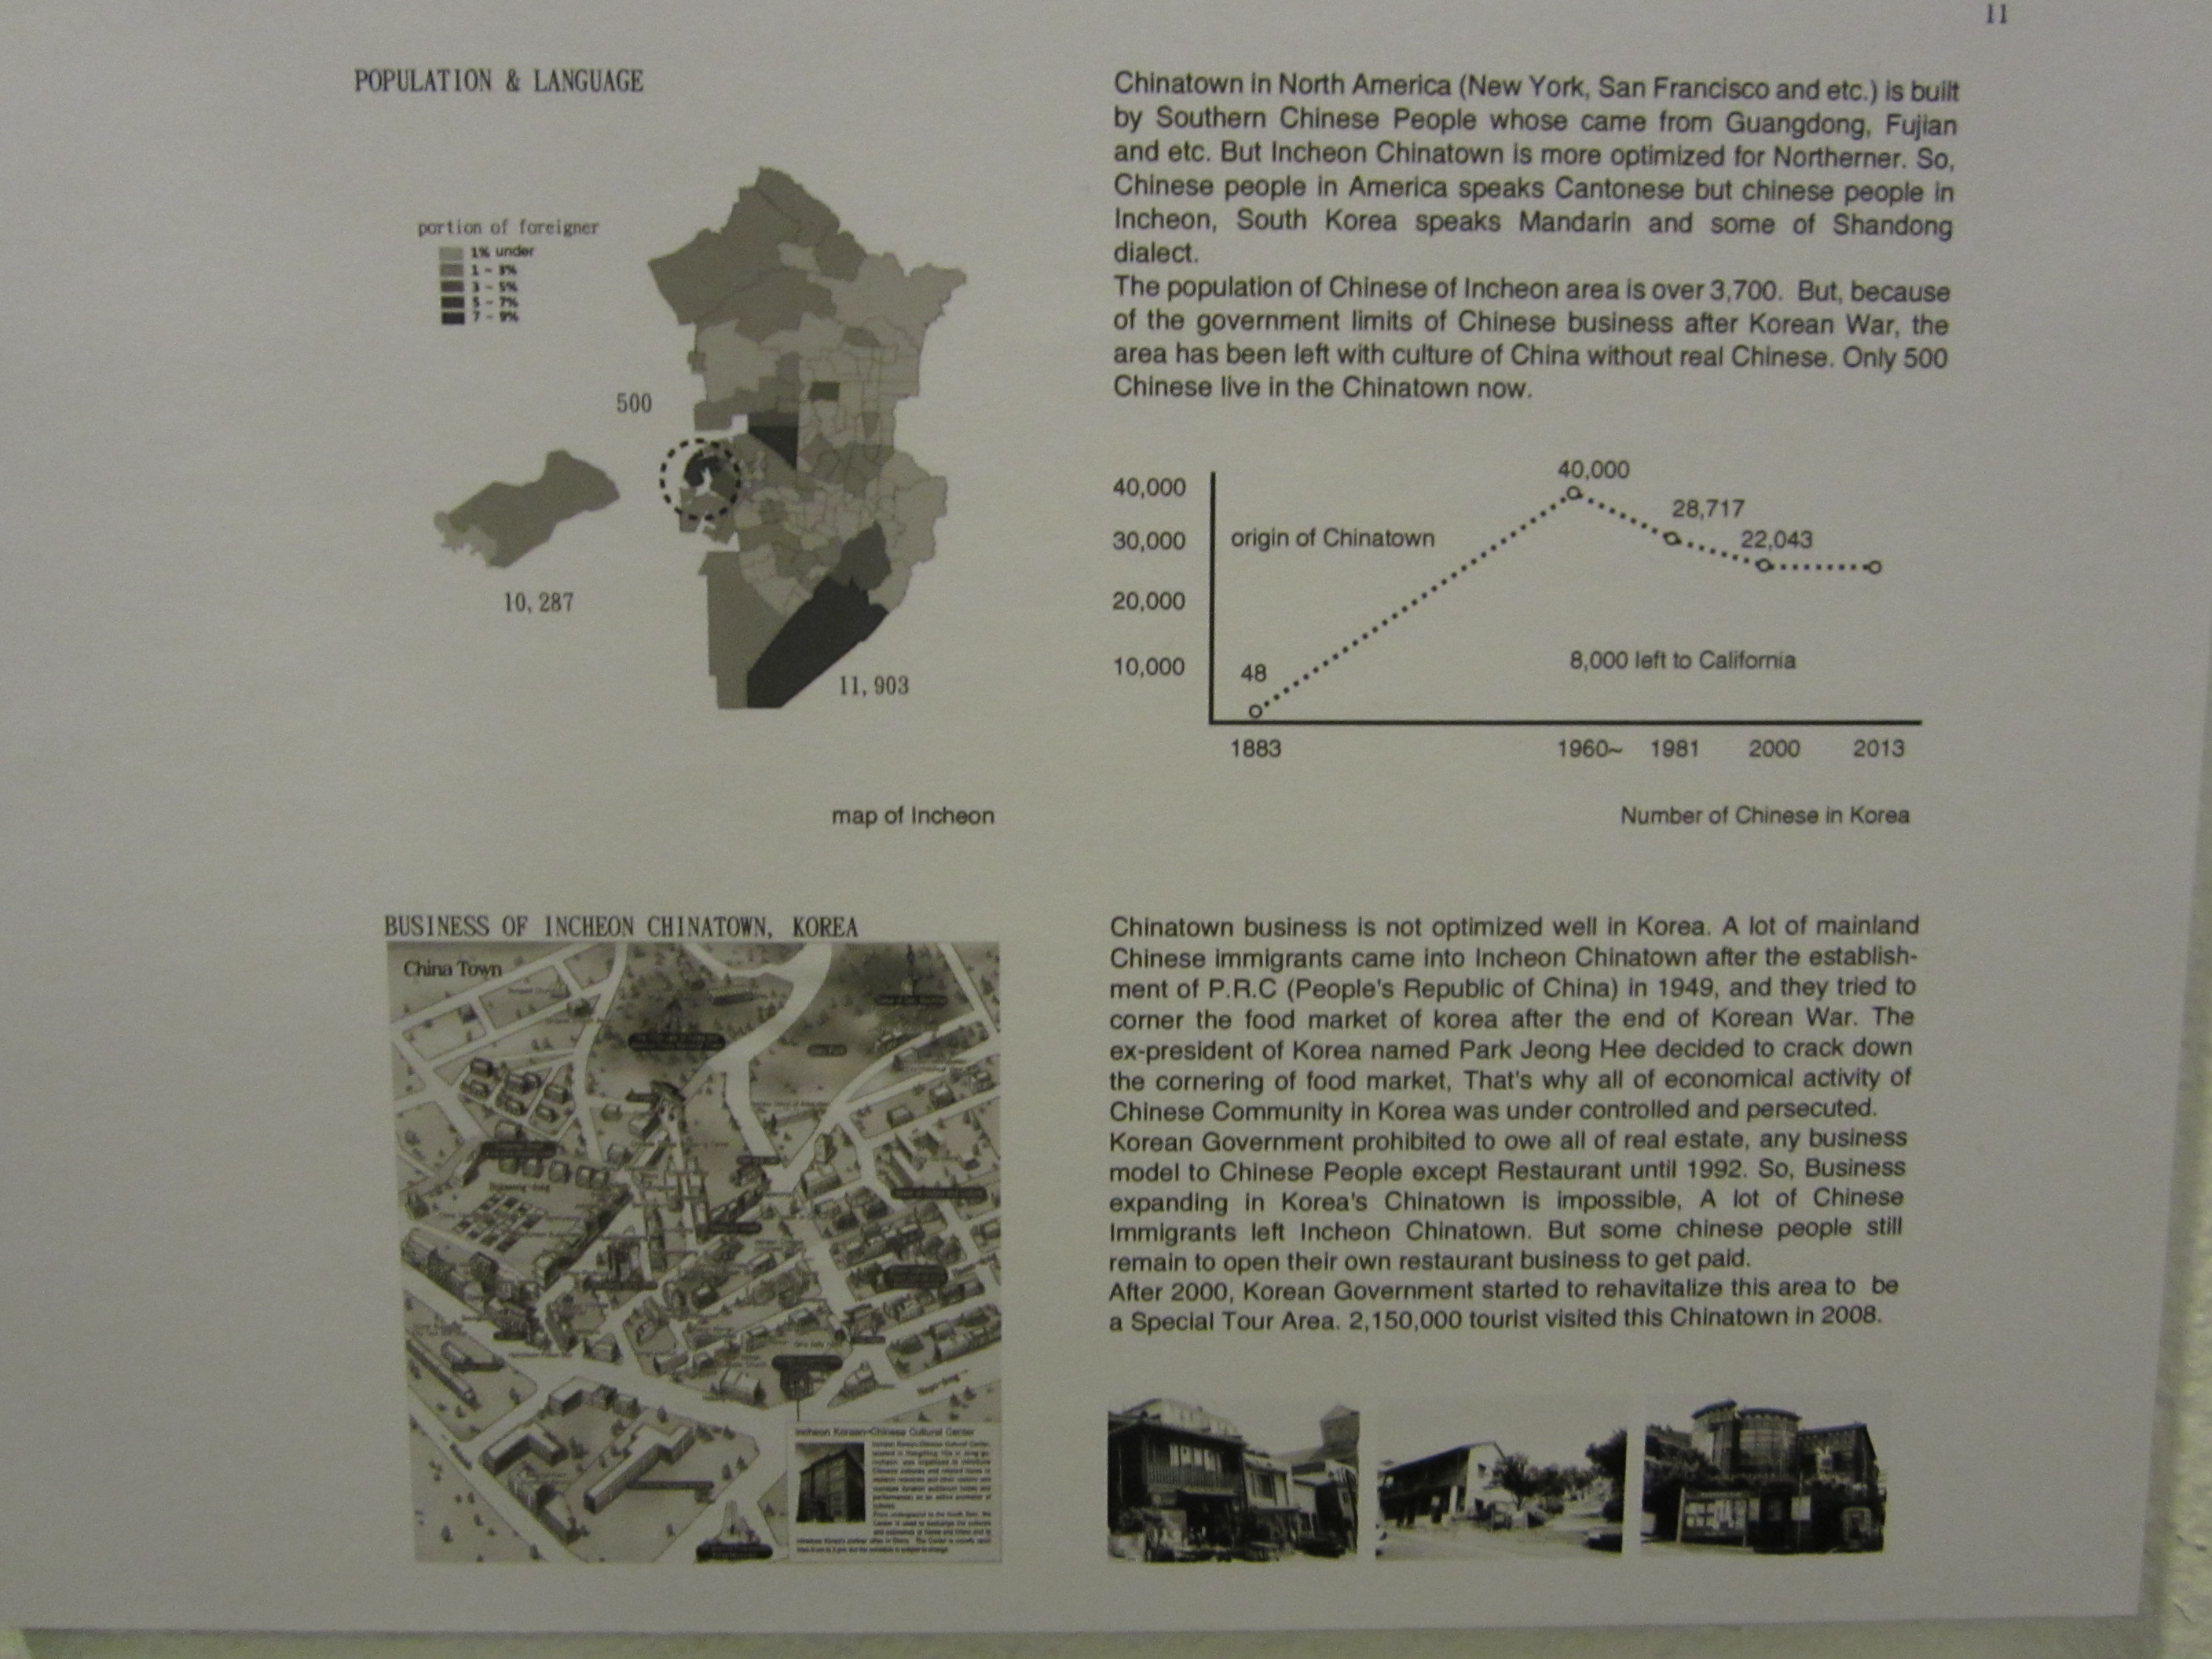 11
POPULATION & LANGUAGE
portion of foreigner
1% under
1 - 3%
3 - 5%
5 - 7%
7 - 9%
500
10,287
11,903
map of Incheon
Chinatown in North America (New York, San Francisco and etc.) is built
by Southern Chinese People whose came from Guangdong, Fujian
and etc. But Incheon Chinatown is more optimized for Northerner. So,
Chinese people in America speaks Cantonese but chinese people in
Incheon, South Korea speaks Mandarin and some of Shandong
dialect.
The population of Chinese of Incheon area is over 3,700. But, because
of the government limits of Chinese business after Korean War, the
area has been left with culture of China without real Chinese. Only 500
Chinese live in the Chinatown now.
40,000
30,000
20,000
10,000
origin of Chinatown
48
40,000
28,717
22,043
8,000 left to California
1883 1960~ 1981 2000 2013
Number of Chinese in Korea
BUSINESS OF INCHEON CHINATOWN, KOREA
China Town
Incheon Korean-Chinese Cultural Center
Chinatown business is not optimized well in Korea. A lot of mainland
Chinese immigrants came into Incheon Chinatown after the establish-
ment of P.R.C (People's Republic of China) in 1949, and they tried to
corner the food market of korea after the end of Korean War. The
ex-president of Korea named Park Jeong Hee decided to crack down
the cornering of food market, That's why all of economical activity of
Chinese Community in Korea was under controlled and persecuted.
Korean Government prohibited to owe all of real estate, any business
model to Chinese People except Restaurant until 1992. So, Business
expanding in Korea's Chinatown is impossible, A lot of Chinese
Immigrants left Incheon Chinatown. But some chinese people still
remain to open their own restaurant business to get paid.
After 2000, Korean Government started to rehavitalize this area to be
a Special Tour Area. 2,150,000 tourist visited this Chinatown in 2008.